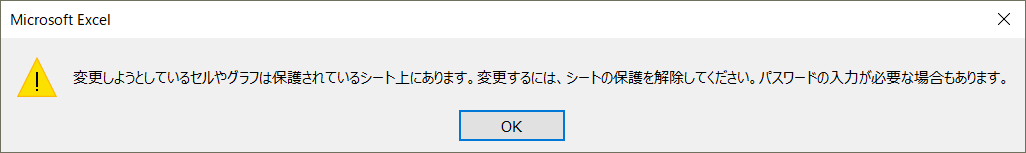 Microsoft Excel
変更しようとしているセルやグラフは保護されているシート上にあります。変更するには、シートの保護を解除してください。パスワードの入力が必要な場合もあります。
OK